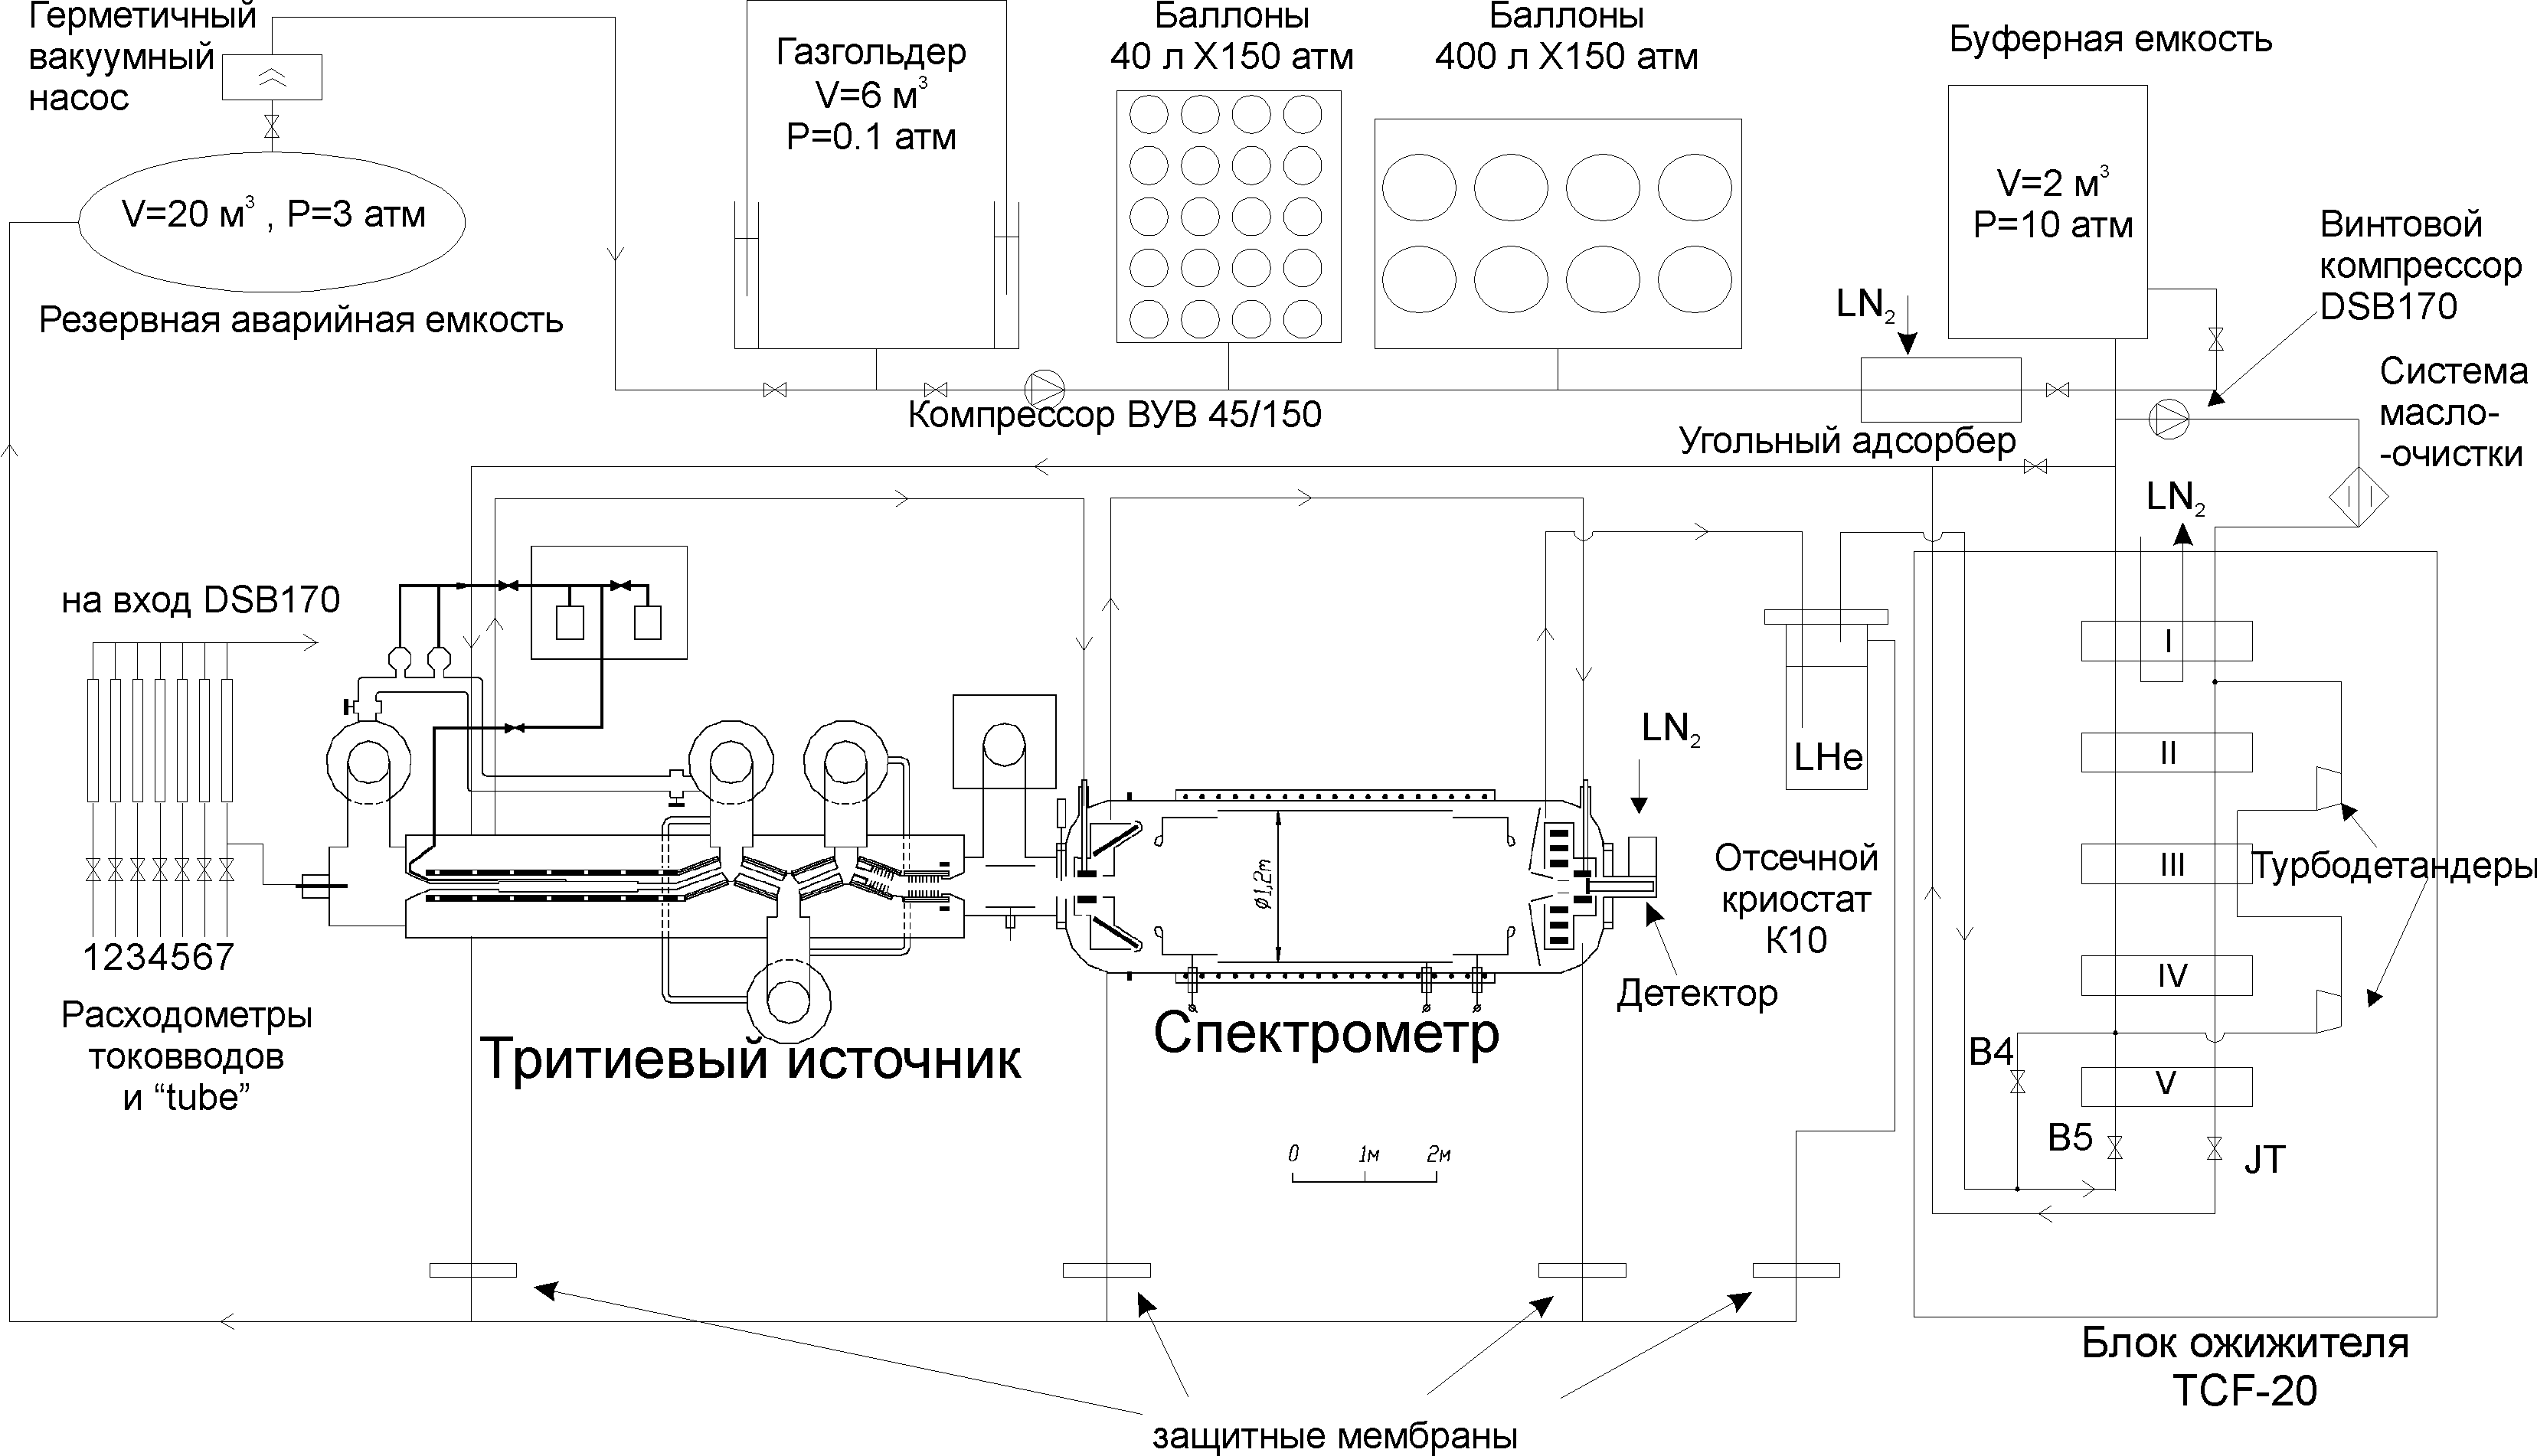 Герметичный
вакуумный
насос
V=20 м³ , P=3 атм
Резервная аварийная емкость
Газгольдер
V=6 м³
P=0.1 атм
Баллоны
40 л X150 атм
Баллоны
400 л X150 атм
Буферная емкость
V=2 м³
P=10 атм
Винтовой
компрессор
DSB170
LN₂
Компрессор ВУВ 45/150
Угольный адсорбер
Система
масло-
-очистки
LN₂
на вход DSB170
1234567
Расходометры
токовводов
и “tube”
Тритиевый источник
ϕ1,2m
Спектрометр
LN₂
Детектор
LHe
Отсечной
криостат
К10
I
II
III
IV
V
Турбодетандеры
B4
B5
JT
0 1м 2м
Блок ожижителя
TCF-20
защитные мембраны